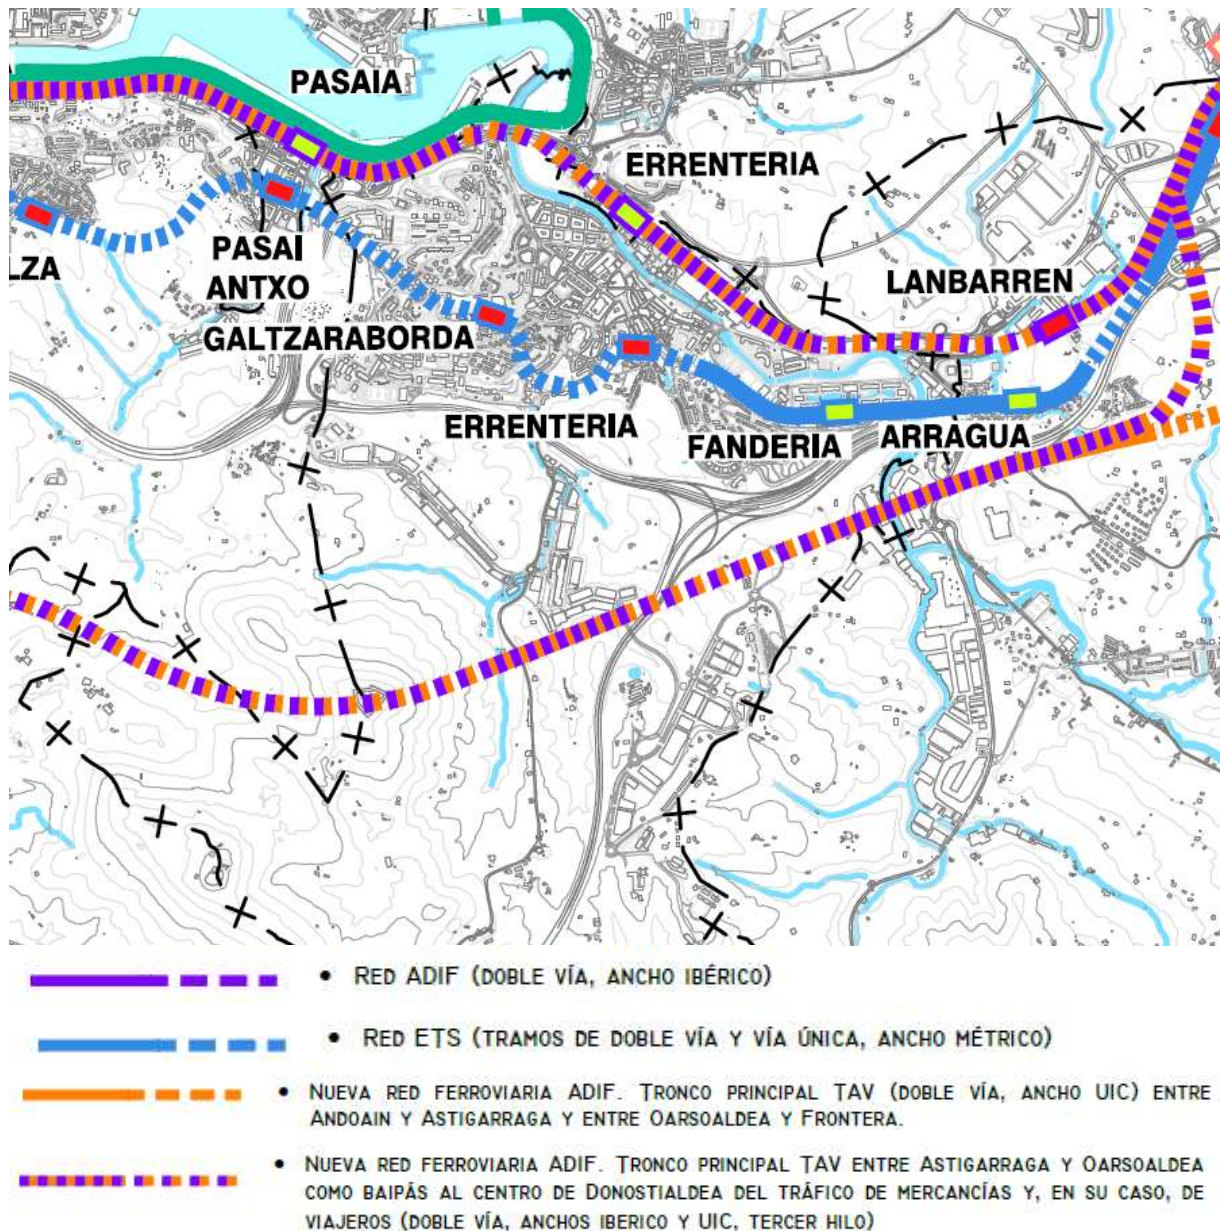 PASAIA
ERRENTERIA
PASAI
ANTXO
LZA
LANBARREN
GALTZARABORDA
ERRENTERIA
FANDERIA
ARRAGUA
• RED ADIF (DOBLE VÍA, ANCHO IBÉRICO)
• RED ETS (TRAMOS DE DOBLE VÍA Y VÍA ÚNICA, ANCHO MÉTRICO)
• NUEVA RED FERROVIARIA ADIF. TRONCO PRINCIPAL TAV (DOBLE VÍA, ANCHO UIC) ENTRE
ANDOAIN Y ASTIGARRAGA Y ENTRE OARSOALDEA Y FRONTERA.
• NUEVA RED FERROVIARIA ADIF. TRONCO PRINCIPAL TAV ENTRE ASTIGARRAGA Y OARSOALDEA
COMO BAIPÁS AL CENTRO DE DONOSTIALDEA DEL TRÁFICO DE MERCANCÍAS Y, EN SU CASO, DE
VIAJEROS (DOBLE VÍA, ANCHOS IBERICO Y UIC, TERCER HILO)